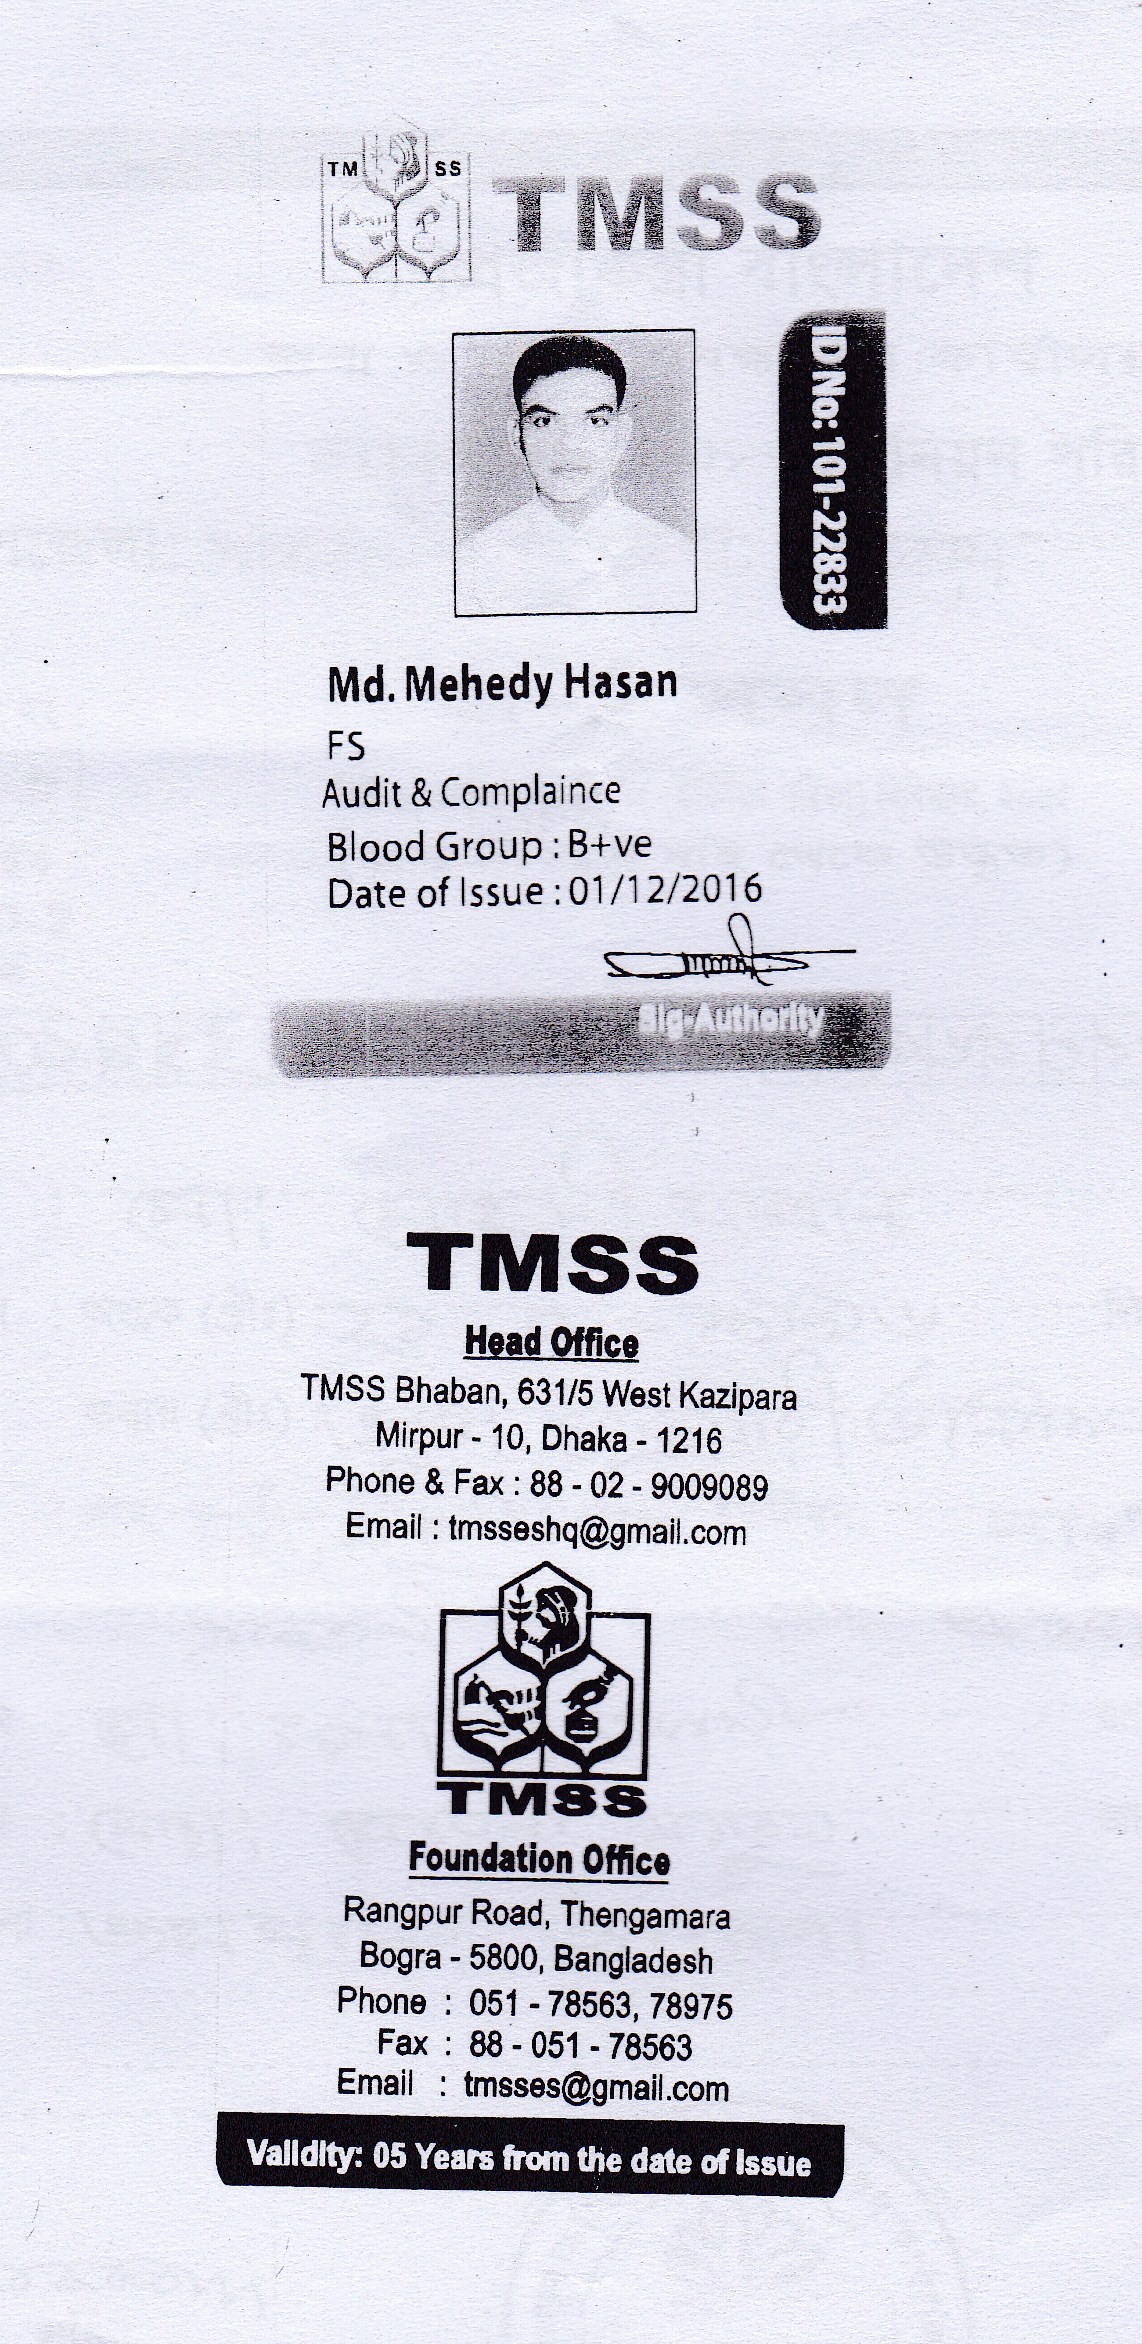 TM SS
TMSS
ID No: 101-22833
Md. Mehedy Hasan
FS
Audit & Complaince
Blood Group : B+ve
Date of Issue : 01/12/2016
Sig-Authority
TMSS
Head Office
TMSS Bhaban, 631/5 West Kazipara
Mirpur - 10, Dhaka - 1216
Phone & Fax : 88 - 02 - 9009089
Email : tmsseshq@gmail.com
TMSS
Foundation Office
Rangpur Road, Thengamara
Bogra - 5800, Bangladesh
Phone : 051 - 78563, 78975
Fax : 88 - 051 - 78563
Email : tmsses@gmail.com
Validity: 05 Years from the date of Issue